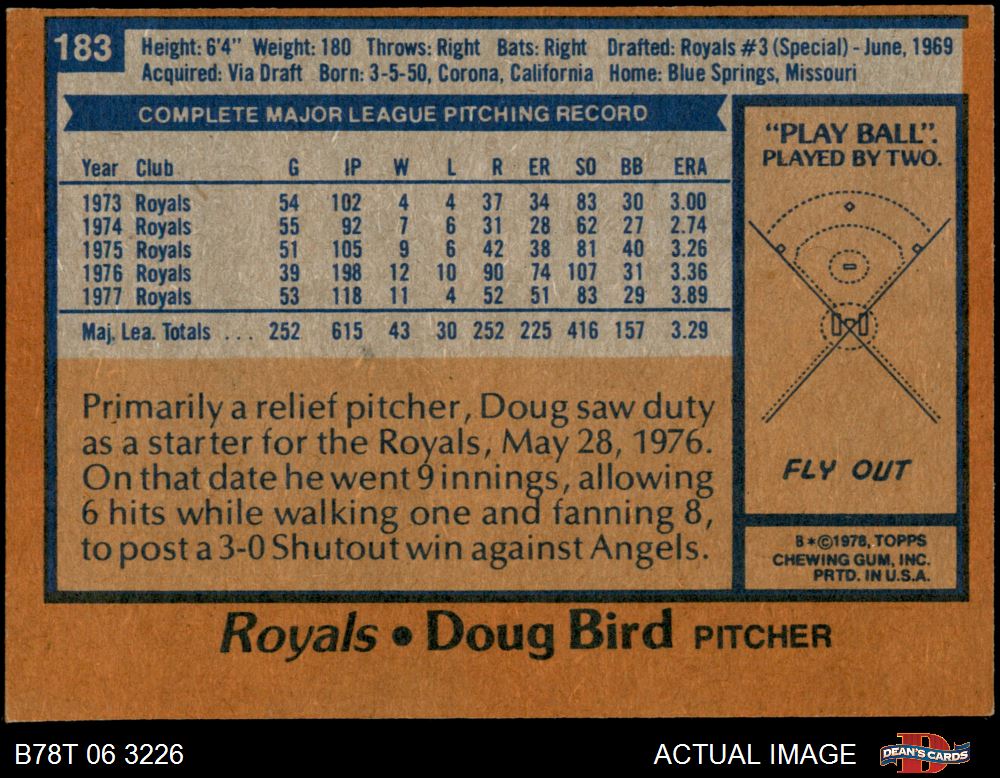 183
Height: 6'4" Weight: 180 Throws: Right Bats: Right Drafted: Royals #3 (Special) - June, 1969
Acquired: Via Draft Born: 3-5-50, Corona, California Home: Blue Springs, Missouri
COMPLETE MAJOR LEAGUE PITCHING RECORD
Year Club G IP W L R ER SO BB ERA
1973 Royals 54 102 4 4 37 34 83 30 3.00
1974 Royals 55 92 7 6 31 28 62 27 2.74
1975 Royals 51 105 9 6 42 38 81 40 3.26
1976 Royals 39 198 12 10 90 74 107 31 3.36
1977 Royals 53 118 11 4 52 51 83 29 3.89
Maj. Lea. Totals . . . 252 615 43 30 252 225 416 157 3.29
Primarily a relief pitcher, Doug saw duty
as a starter for the Royals, May 28, 1976.
On that date he went 9 innings, allowing
6 hits while walking one and fanning 8,
to post a 3-0 Shutout win against Angels.
"PLAY BALL".
PLAYED BY TWO.
FLY OUT
B*©1978, TOPPS
CHEWING GUM, INC.
PRTD. IN U.S.A.
Royals • Doug Bird PITCHER
B78T 06 3226
ACTUAL IMAGE
DEAN'S CARDS